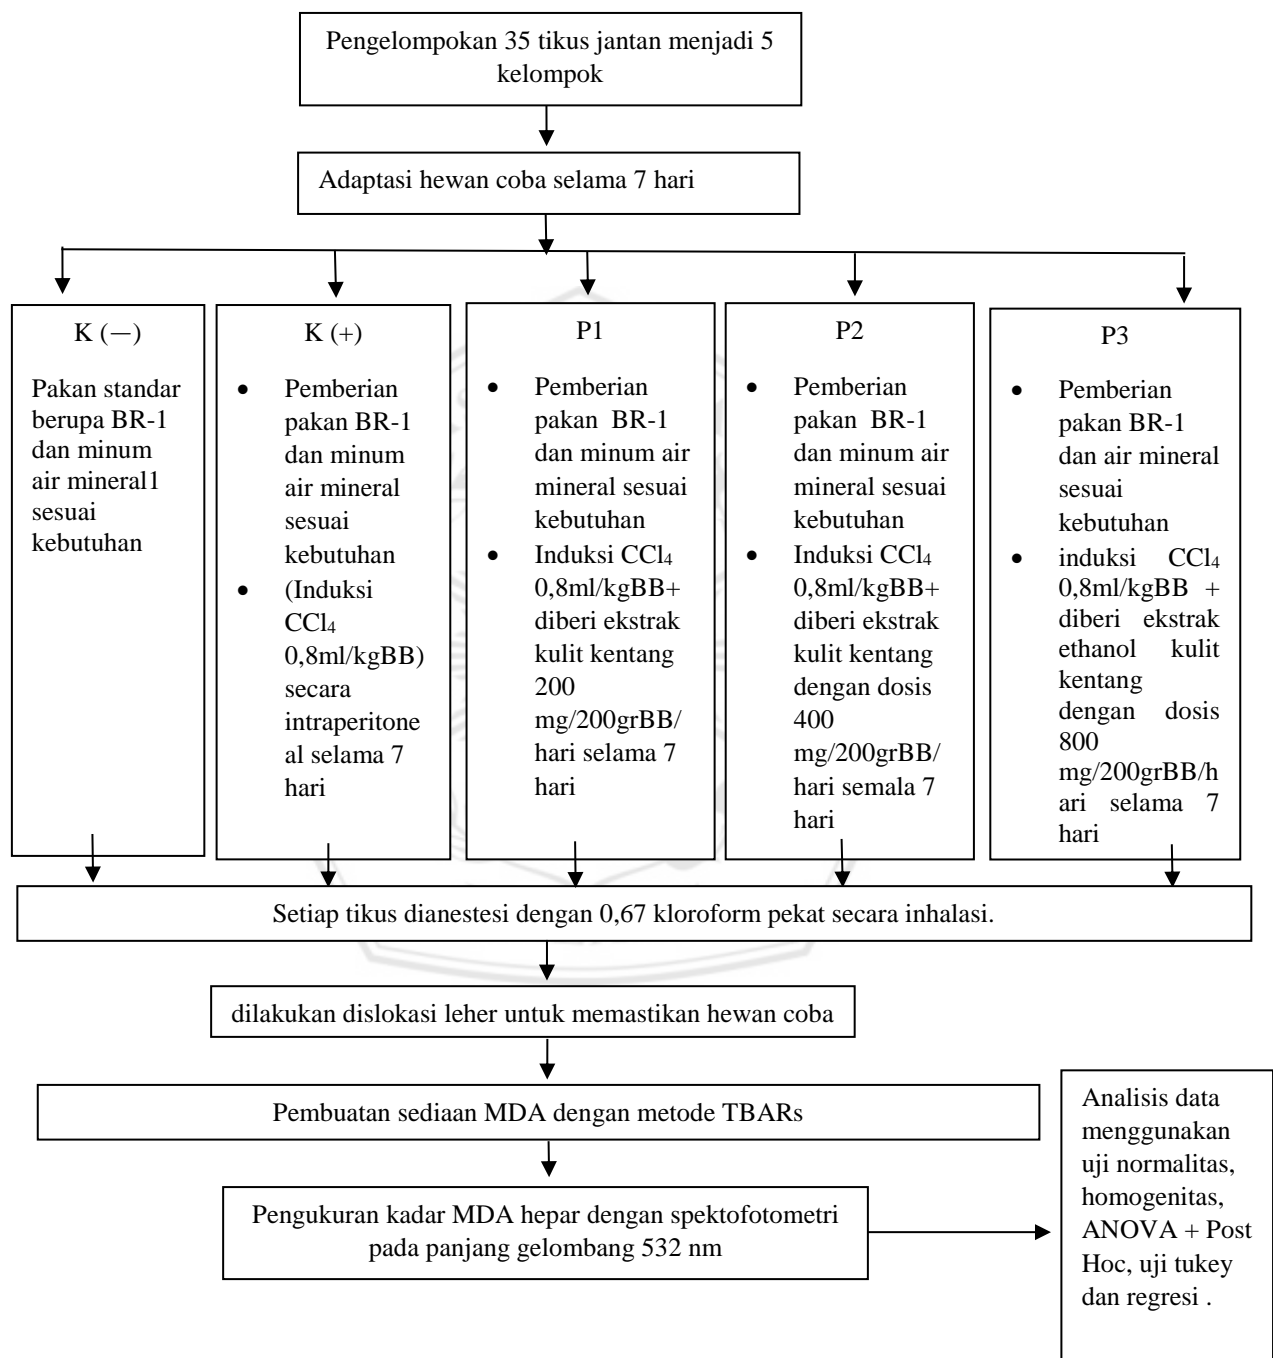 Pengelompokan 35 tikus jantan menjadi 5
kelompok
Adaptasi hewan coba selama 7 hari
K (—)
Pakan standar
berupa BR-1
dan minum
air mineral1
sesuai
kebutuhan
K (+)
• Pemberian
pakan BR-1
dan minum
air mineral
sesuai
kebutuhan
• (Induksi
CCl₄
0,8ml/kgBB)
secara
intraperitone
al selama 7
hari
P1
• Pemberian
pakan BR-1
dan minum air
mineral sesuai
kebutuhan
• Induksi CCl₄
0,8ml/kgBB+
diberi ekstrak
kulit kentang
200
mg/200grBB/
hari selama 7
hari
P2
• Pemberian
pakan BR-1
dan minum air
mineral sesuai
kebutuhan
• Induksi CCl₄
0,8ml/kgBB+
diberi ekstrak
kulit kentang
dengan dosis
400
mg/200grBB/
hari semala 7
hari
P3
• Pemberian
pakan BR-1
dan air mineral
sesuai
kebutuhan
• induksi CCl₄
0,8ml/kgBB +
diberi ekstrak
ethanol kulit
kentang
dengan dosis
800
mg/200grBB/h
ari selama 7
hari
Setiap tikus dianestesi dengan 0,67 kloroform pekat secara inhalasi.
dilakukan dislokasi leher untuk memastikan hewan coba
Pembuatan sediaan MDA dengan metode TBARs
Pengukuran kadar MDA hepar dengan spektofotometri
pada panjang gelombang 532 nm
Analisis data
menggunakan
uji normalitas,
homogenitas,
ANOVA + Post
Hoc, uji tukey
dan regresi .